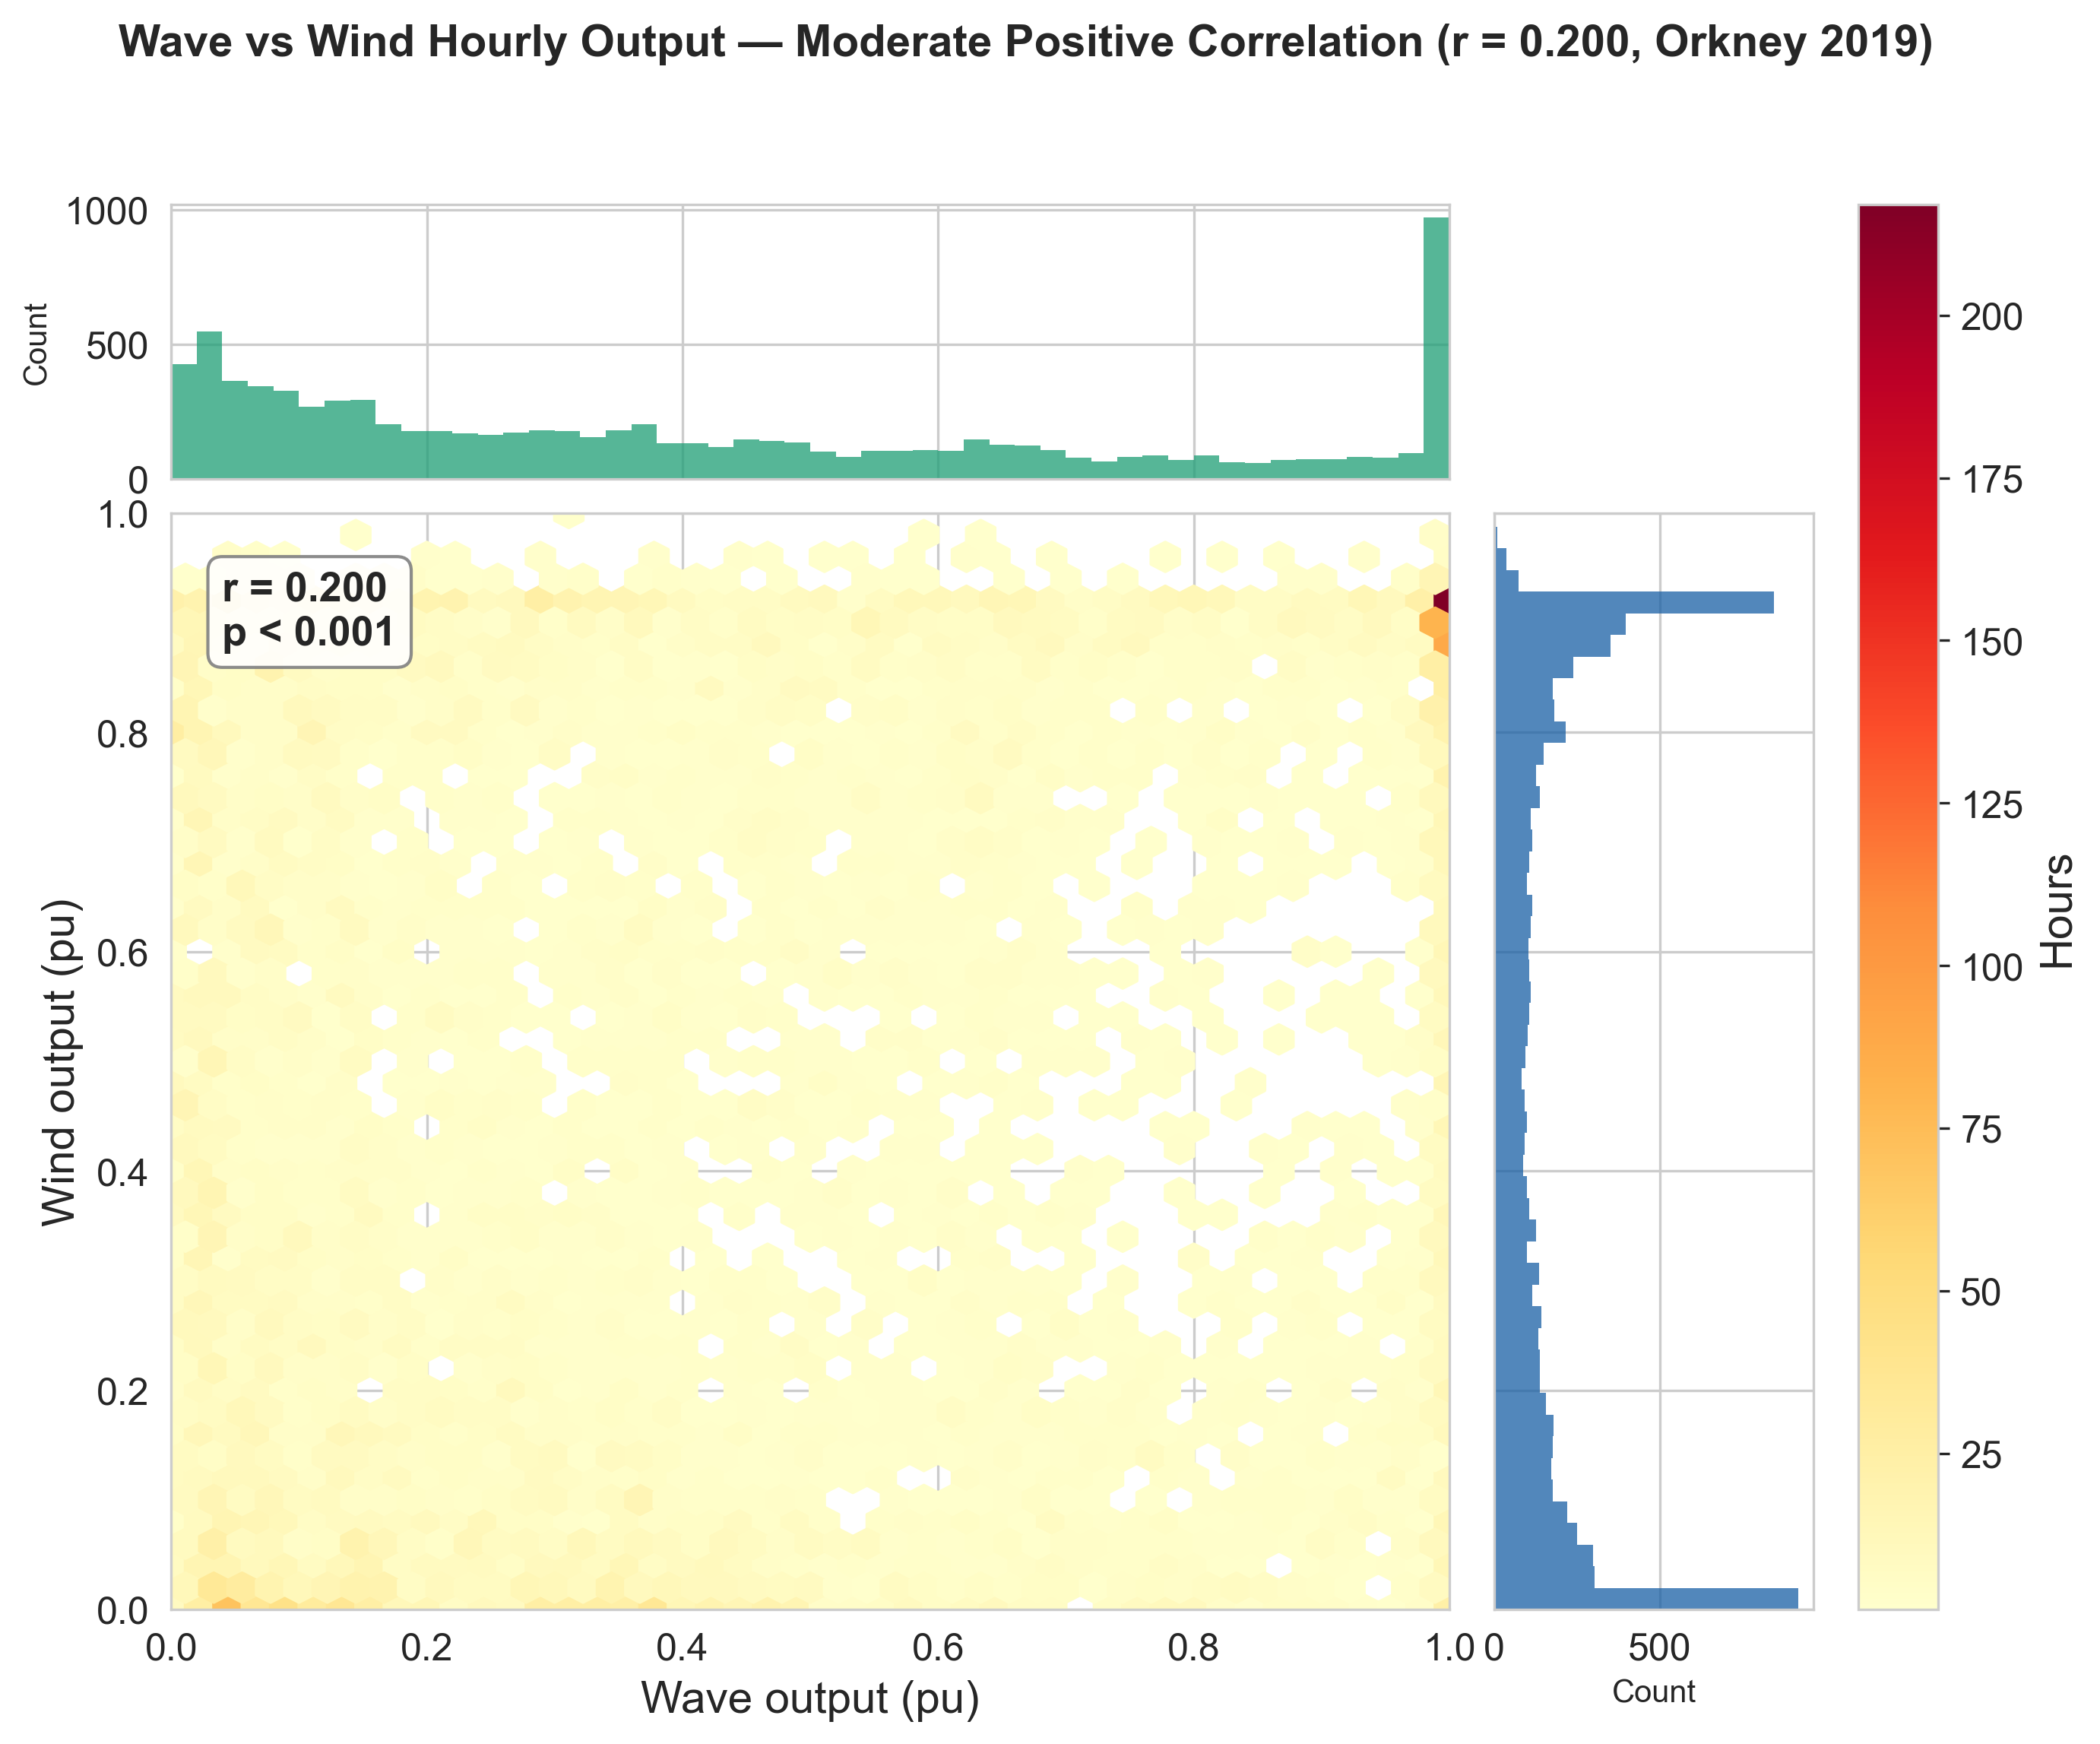 Wave vs Wind Hourly Output — Moderate Positive Correlation (r = 0.200, Orkney 2019)
1000
500
0
Count
1.0
0.8
0.6
0.4
0.2
0.0
Wind output (pu)
r = 0.200
p < 0.001
0.0 0.2 0.4 0.6 0.8 1.0
Wave output (pu)
0 500
Count
200
175
150
125
100
75
50
25
Hours